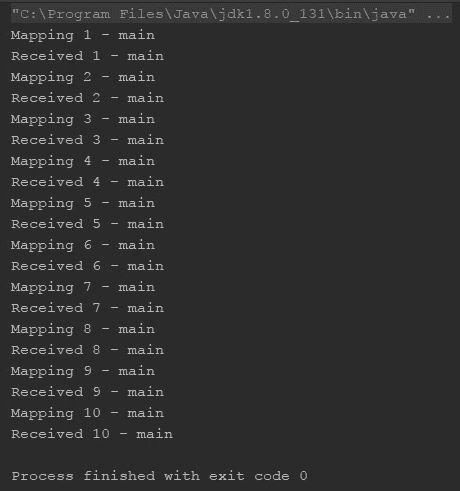 "C:\Program Files\Java\jdk1.8.0_131\bin\java" ...
Mapping 1 - main
Received 1 - main
Mapping 2 - main
Received 2 - main
Mapping 3 - main
Received 3 - main
Mapping 4 - main
Received 4 - main
Mapping 5 - main
Received 5 - main
Mapping 6 - main
Received 6 - main
Mapping 7 - main
Received 7 - main
Mapping 8 - main
Received 8 - main
Mapping 9 - main
Received 9 - main
Mapping 10 - main
Received 10 - main
Process finished with exit code 0